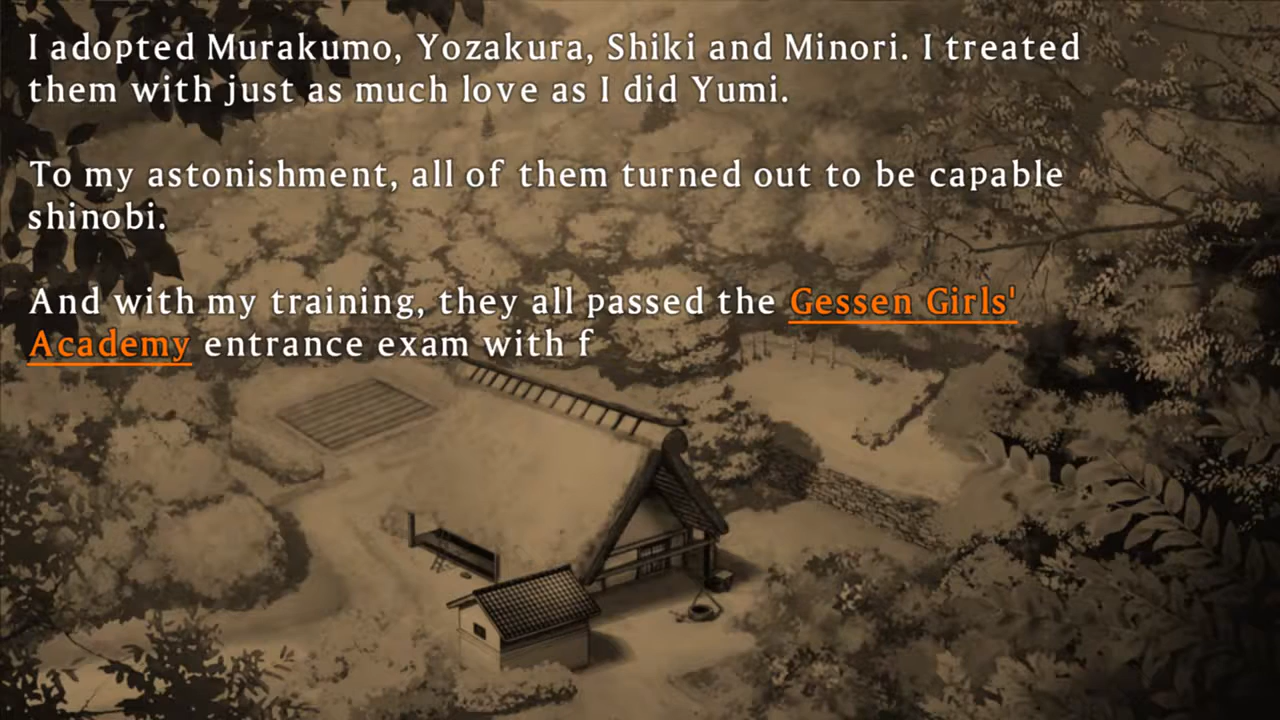 I adopted Murakumo, Yozakura, Shiki and Minori. I treated
them with just as much love as I did Yumi.
To my astonishment, all of them turned out to be capable
shinobi.
And with my training, they all passed the Gessen Girls'
Academy entrance exam with f